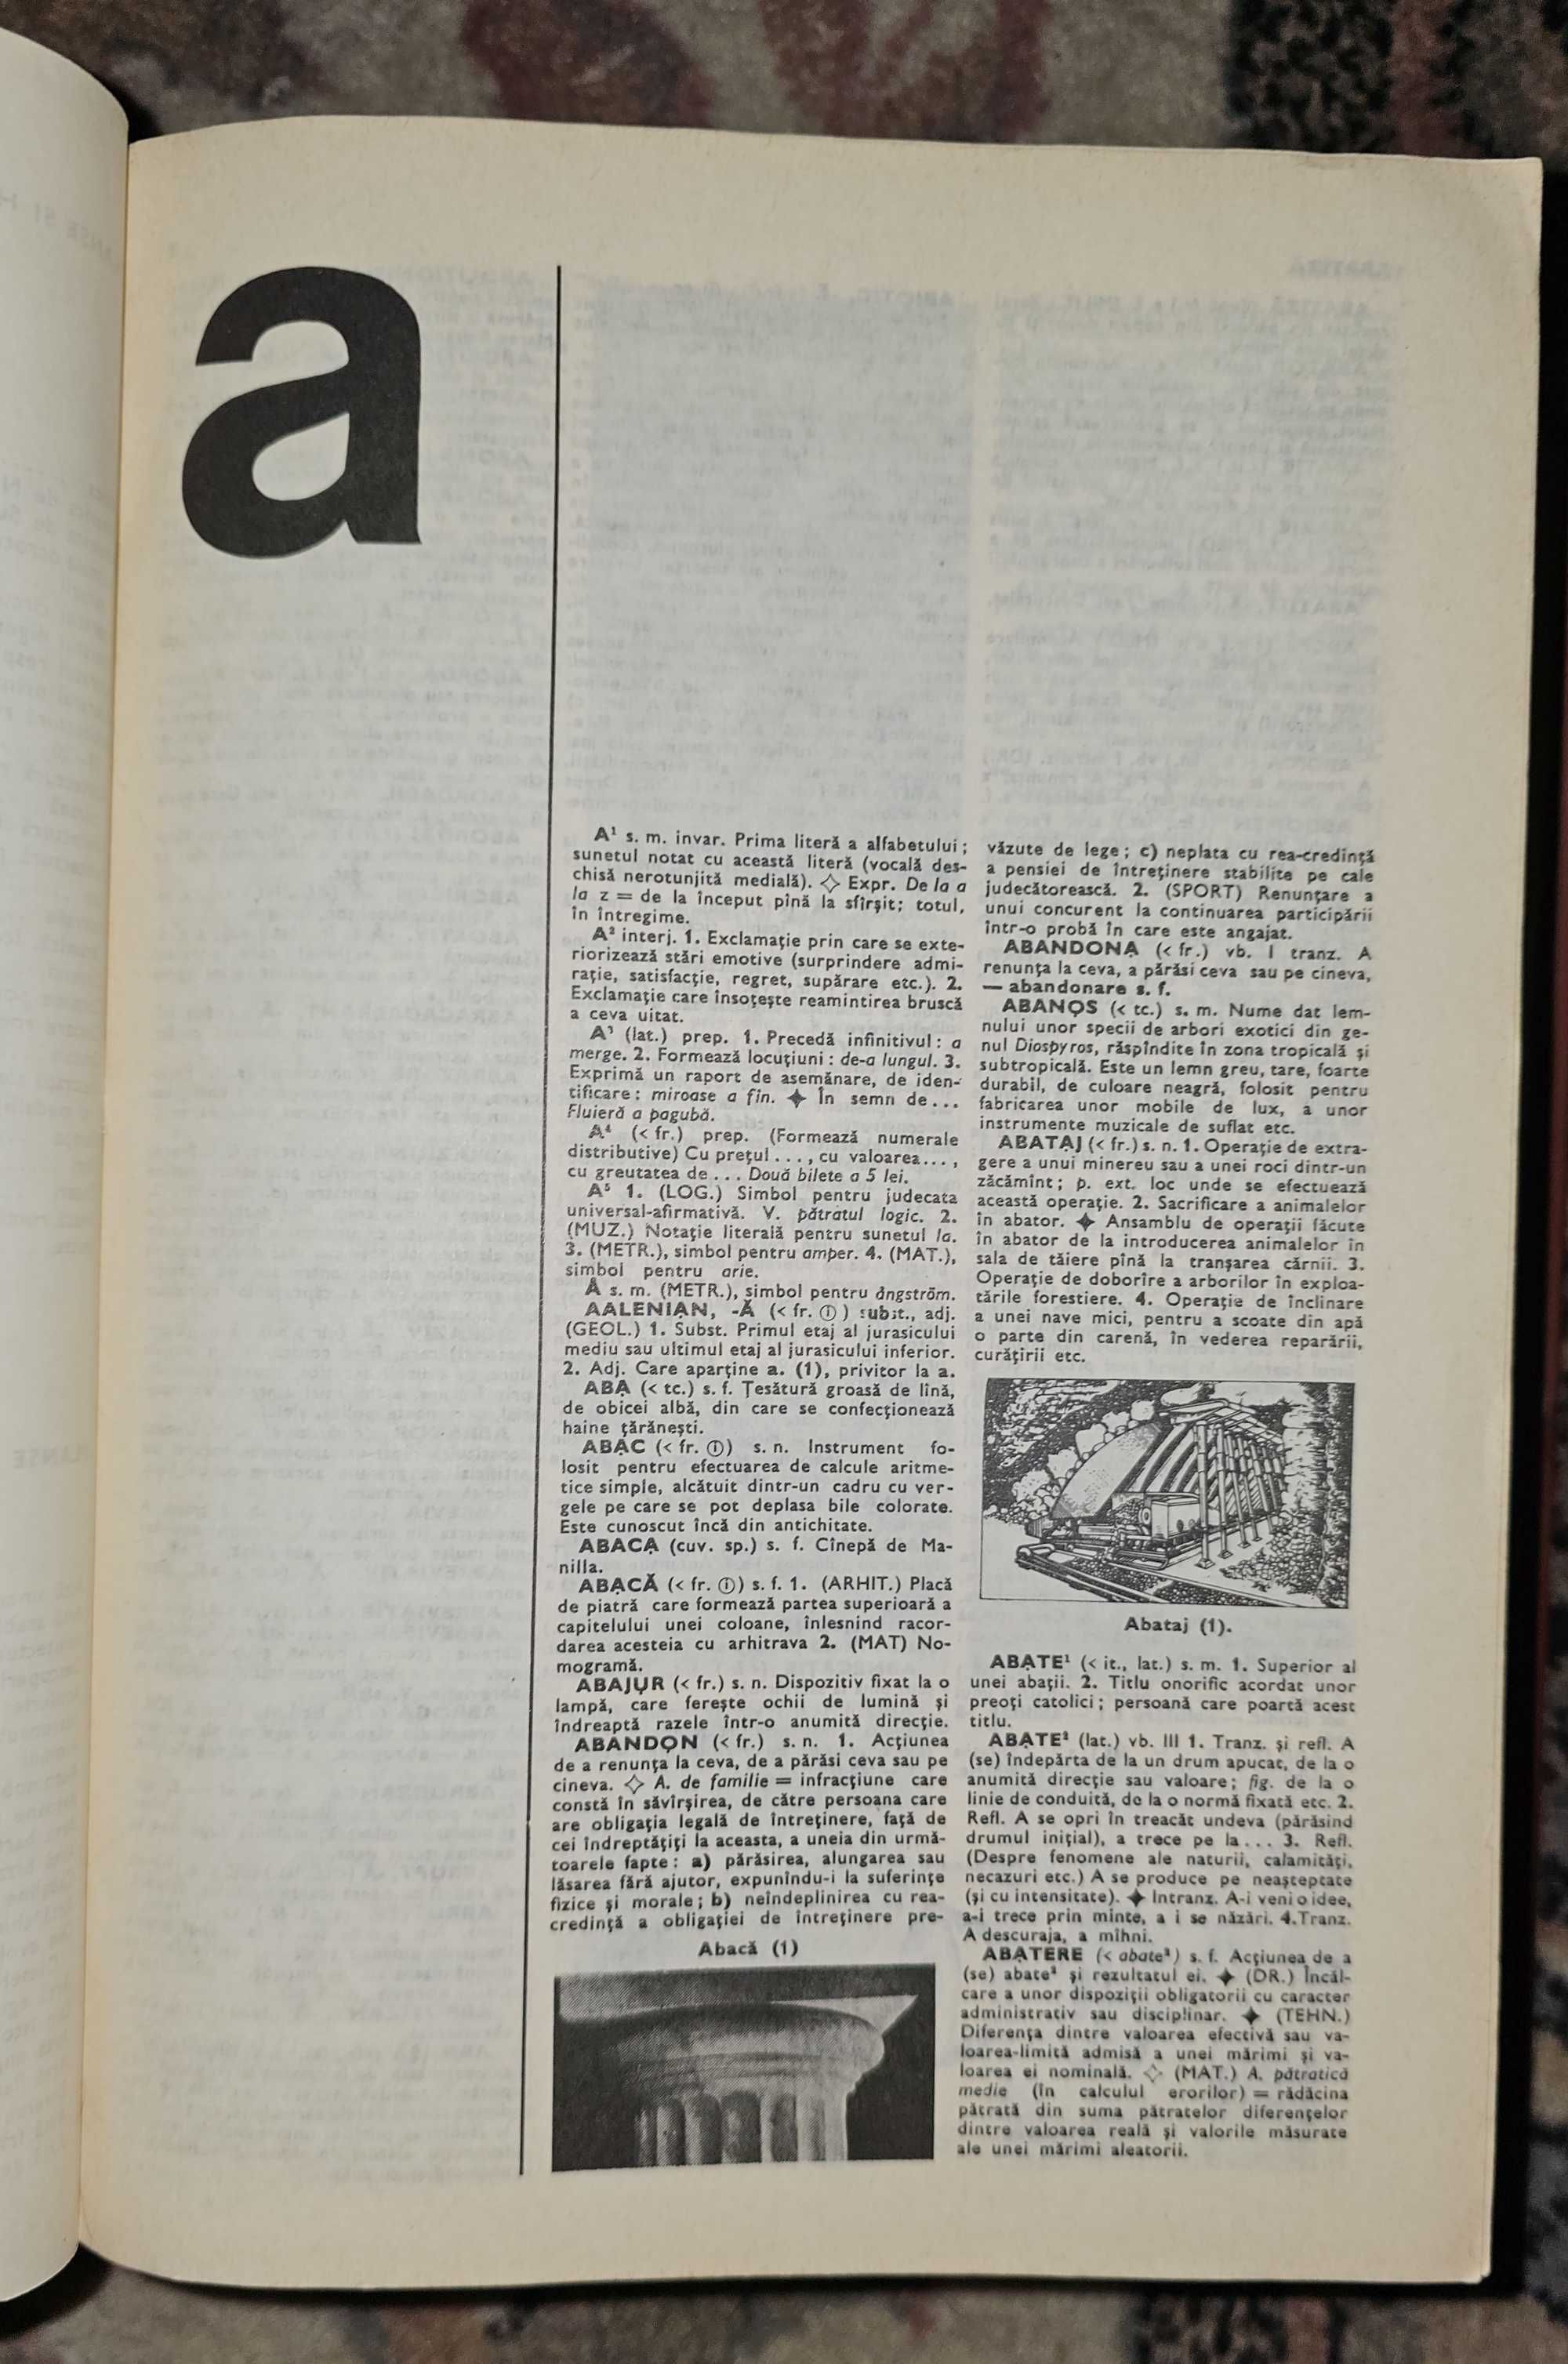 a
A¹ s. m. invar. Prima literă a alfabetului;
sunetul notat cu această literă (vocală des-
chisă nerotunjită medială). ◇ Expr. De la a
la z = de la început pînă la sfîrşit; totul,
în întregime.
A² interj. 1. Exclamaţie prin care se exte-
riorizează stări emotive (surprindere admi-
raţie, satisfacţie, regret, supărare etc.). 2.
Exclamaţie care însoţeşte reamintirea bruscă
a ceva uitat.
A³ (lat.) prep. 1. Precedă infinitivul: a
merge. 2. Formează locuţiuni: de-a lungul. 3.
Exprimă un raport de asemănare, de iden-
tificare: miroase a fin. ◆ În semn de...
Fluieră a pagubă.
A⁴ (< fr.) prep. (Formează numerale
distributive) Cu preţul ..., cu valoarea...,
cu greutatea de ... Două bilete a 5 lei.
A⁵ 1. (LOG.) Simbol pentru judecata
universal-afirmativă. V. pătratul logic. 2.
(MUZ.) Notaţie literală pentru sunetul la.
3. (METR.), simbol pentru amper. 4. (MAT.),
simbol pentru arie.
Å s. m. (METR.), simbol pentru ångström.
AALENIẠN, -Ă (< fr. ⓘ) subst., adj.
(GEOL.) 1. Subst. Primul etaj al jurasicului
mediu sau ultimul etaj al jurasicului inferior.
2. Adj. Care aparţine a. (1), privitor la a.
ABẠ (< tc.) s. f. Ţesătură groasă de lînă,
de obicei albă, din care se confecţionează
haine ţărăneşti.
ABẠC (< fr. ⓘ) s. n. Instrument fo-
losit pentru efectuarea de calcule aritme-
tice simple, alcătuit dintr-un cadru cu ver-
gele pe care se pot deplasa bile colorate.
Este cunoscut încă din antichitate.
ABACẠ (cuv. sp.) s. f. Cînepă de Ma-
nilla.
ABẠCĂ (< fr. ⓘ) s. f. 1. (ARHIT.) Placă
de piatră care formează partea superioară a
capitelului unei coloane, înlesnind racor-
darea acesteia cu arhitrava 2. (MAT) No-
mogramă.
ABAJỤR (< fr.) s. n. Dispozitiv fixat la o
lampă, care fereşte ochii de lumină şi
îndreaptă razele într-o anumită direcţie.
ABANDỌN (< fr.) s. n. 1. Acţiunea
de a renunţa la ceva, de a părăsi ceva sau pe
cineva. ◇ A. de familie = infracţiune care
constă în săvîrşirea, de către persoana care
are obligaţia legală de întreţinere, faţă de
cei îndreptăţiţi la aceasta, a uneia din urmă-
toarele fapte: a) părăsirea, alungarea sau
lăsarea fără ajutor, expunîndu-i la suferinţe
fizice şi morale; b) neîndeplinirea cu rea-
credinţă a obligaţiei de întreţinere pre-
Abacă (1)
văzute de lege; c) neplata cu rea-credinţă
a pensiei de întreţinere stabilite pe cale
judecătorească. 2. (SPORT) Renunţare a
unui concurent la continuarea participării
într-o probă în care este angajat.
ABANDONẠ (< fr.) vb. I tranz. A
renunţa la ceva, a părăsi ceva sau pe cineva,
— abandonare s. f.
ABANỌS (< tc.) s. m. Nume dat lem-
nului unor specii de arbori exotici din ge-
nul Diospyros, răspîndite în zona tropicală şi
subtropicală. Este un lemn greu, tare, foarte
durabil, de culoare neagră, folosit pentru
fabricarea unor mobile de lux, a unor
instrumente muzicale de suflat etc.
ABATẠJ (< fr.) s. n. 1. Operaţie de extra-
gere a unui minereu sau a unei roci dintr-un
zăcămînt; p. ext. loc unde se efectuează
această operaţie. 2. Sacrificare a animalelor
în abator. ◆ Ansamblu de operaţii făcute
în abator de la introducerea animalelor în
sala de tăiere pînă la tranşarea cărnii. 3.
Operaţie de doborîre a arborilor în exploa-
tările forestiere. 4. Operaţie de înclinare
a unei nave mici, pentru a scoate din apă
o parte din carenă, în vederea reparării,
curăţirii etc.
Abataj (1).
ABẠTE¹ (< it., lat.) s. m. 1. Superior al
unei abaţii. 2. Titlu onorific acordat unor
preoţi catolici; persoană care poartă acest
titlu.
ABẠTE² (lat.) vb. III 1. Tranz. şi refl. A
(se) îndepărta de la un drum apucat, de la o
anumită direcţie sau valoare; fig. de la o
linie de conduită, de la o normă fixată etc. 2.
Refl. A se opri în treacăt undeva (părăsind
drumul iniţial), a trece pe la... 3. Refl.
(Despre fenomene ale naturii, calamităţi,
necazuri etc.) A se produce pe neaşteptate
(şi cu intensitate). ◆ Intranz. A-i veni o idee,
a-i trece prin minte, a i se năzări. 4.Tranz.
A descuraja, a mîhni.
ABẠTERE (< abate²) s. f. Acţiunea de a
(se) abate² şi rezultatul ei. ◆ (DR.) Încăl-
care a unor dispoziţii obligatorii cu caracter
administrativ sau disciplinar. ◆ (TEHN.)
Diferenţa dintre valoarea efectivă sau va-
loarea-limită admisă a unei mărimi şi va-
loarea ei nominală. ◇ (MAT.) A. pătratică
medie (în calculul erorilor) = rădăcina
pătrată din suma pătratelor diferenţelor
dintre valoarea reală şi valorile măsurate
ale unei mărimi aleatorii.